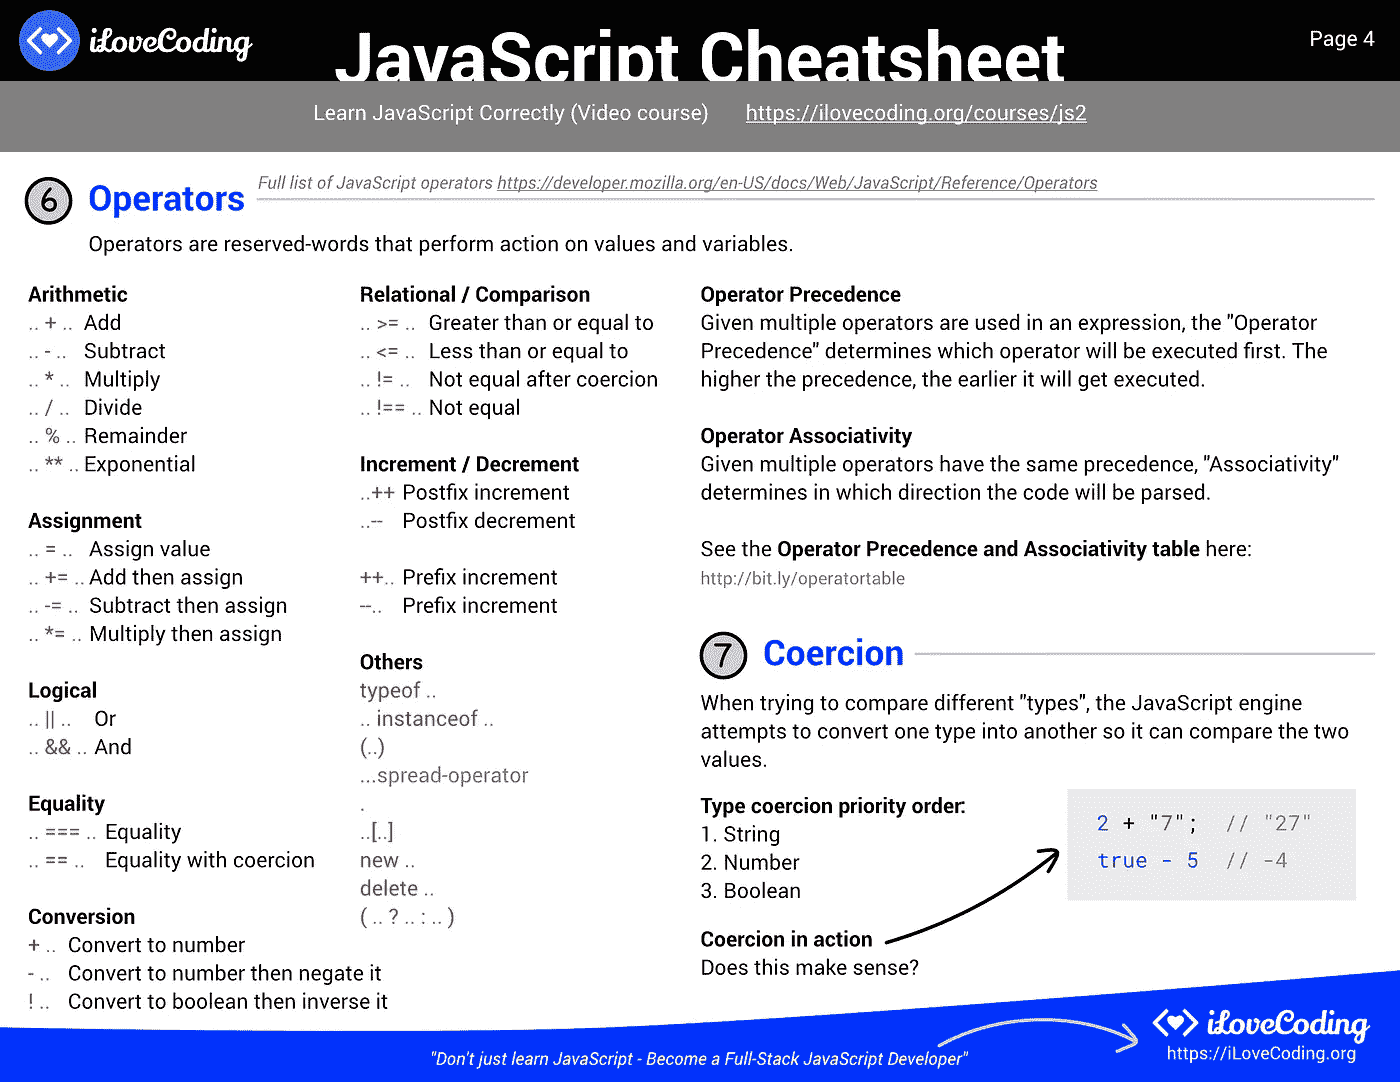 iLoveCoding
JavaScript Cheatsheet
Page 4
Learn JavaScript Correctly (Video course) https://ilovecoding.org/courses/js2
6 Operators
Full list of JavaScript operators https://developer.mozilla.org/en-US/docs/Web/JavaScript/Reference/Operators
Operators are reserved-words that perform action on values and variables.
Arithmetic
.. + .. Add
.. - .. Subtract
.. * .. Multiply
.. / .. Divide
.. % .. Remainder
.. ** .. Exponential
Assignment
.. = .. Assign value
.. += .. Add then assign
.. -= .. Subtract then assign
.. *= .. Multiply then assign
Logical
.. || .. Or
.. && .. And
Equality
.. === .. Equality
.. == .. Equality with coercion
Conversion
+ .. Convert to number
- .. Convert to number then negate it
! .. Convert to boolean then inverse it
Relational / Comparison
.. >= .. Greater than or equal to
.. <= .. Less than or equal to
.. != .. Not equal after coercion
.. !== .. Not equal
Increment / Decrement
..++ Postfix increment
..-- Postfix decrement
++.. Prefix increment
--.. Prefix increment
Others
typeof ..
.. instanceof ..
(..)
...spread-operator
.
..[..]
new ..
delete ..
( .. ? .. : .. )
Operator Precedence
Given multiple operators are used in an expression, the "Operator
Precedence" determines which operator will be executed first. The
higher the precedence, the earlier it will get executed.
Operator Associativity
Given multiple operators have the same precedence, "Associativity"
determines in which direction the code will be parsed.
See the Operator Precedence and Associativity table here:
http://bit.ly/operatortable
7 Coercion
When trying to compare different "types", the JavaScript engine
attempts to convert one type into another so it can compare the two
values.
Type coercion priority order:
1. String
2. Number
3. Boolean
Coercion in action
Does this make sense?
2 + "7"; // "27"
true - 5 // -4
"Don't just learn JavaScript - Become a Full-Stack JavaScript Developer"
iLoveCoding
https://iLoveCoding.org